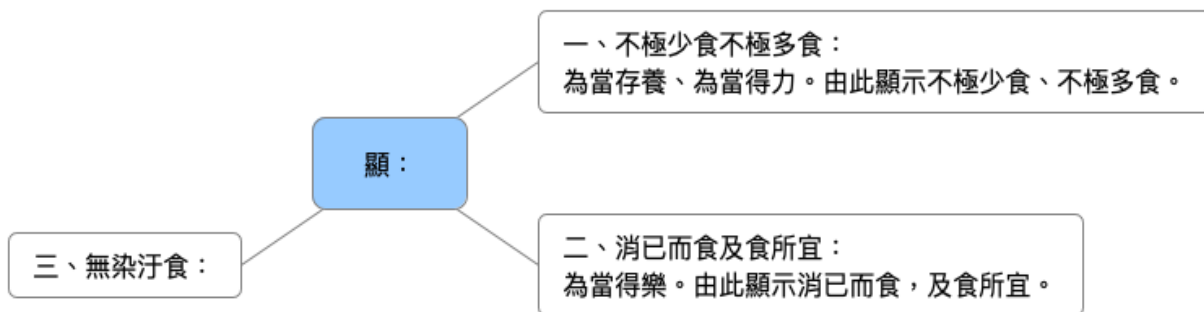 顯：
一、不極少食不極多食：
為當存養、為當得力。由此顯示不極少食、不極多食。
二、消已而食及食所宜：
為當得樂。由此顯示消已而食，及食所宜。
三、無染汙食：